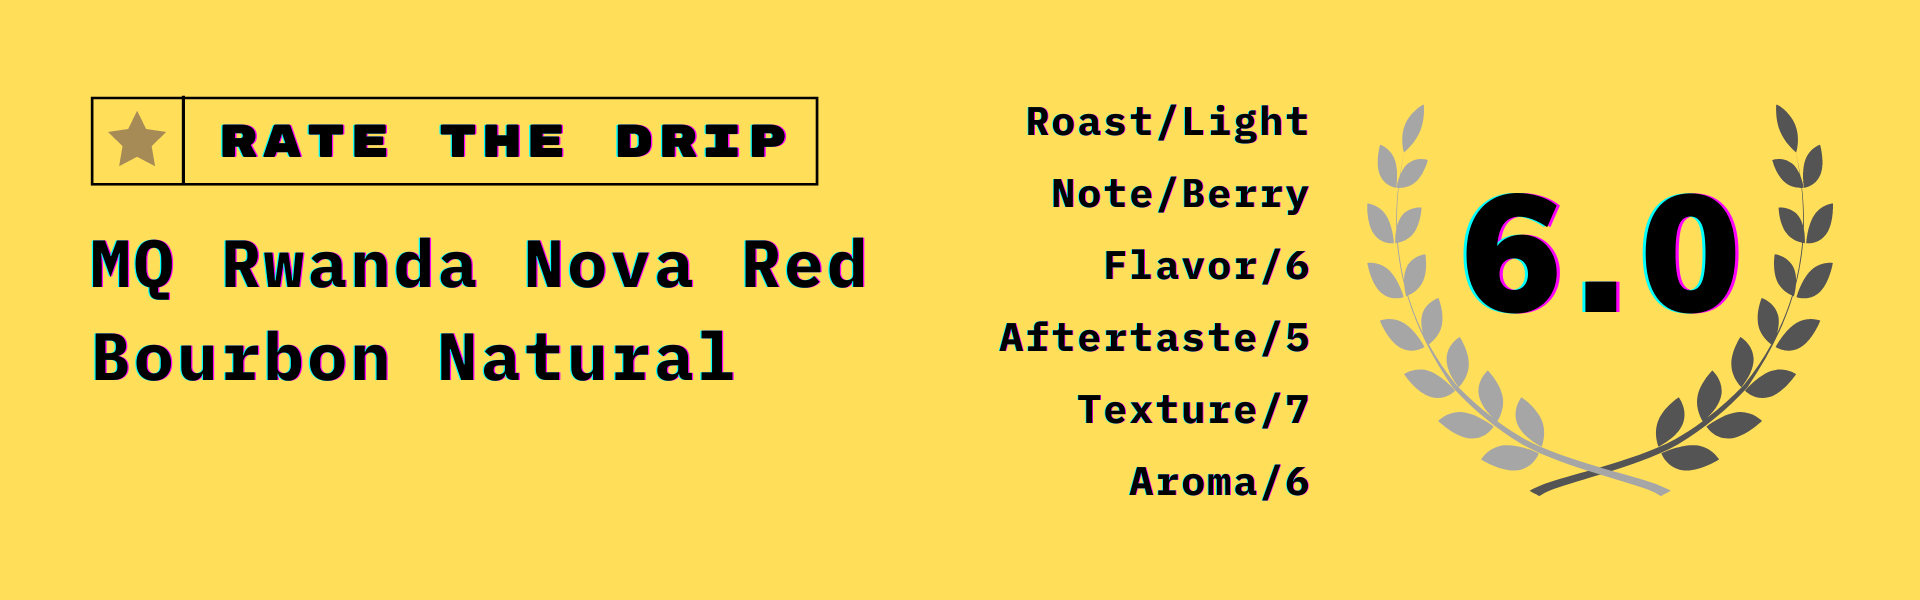 RATE THE DRIP
MQ Rwanda Nova Red
Bourbon Natural
Roast/Light
Note/Berry
Flavor/6
Aftertaste/5
Texture/7
Aroma/6
6.0